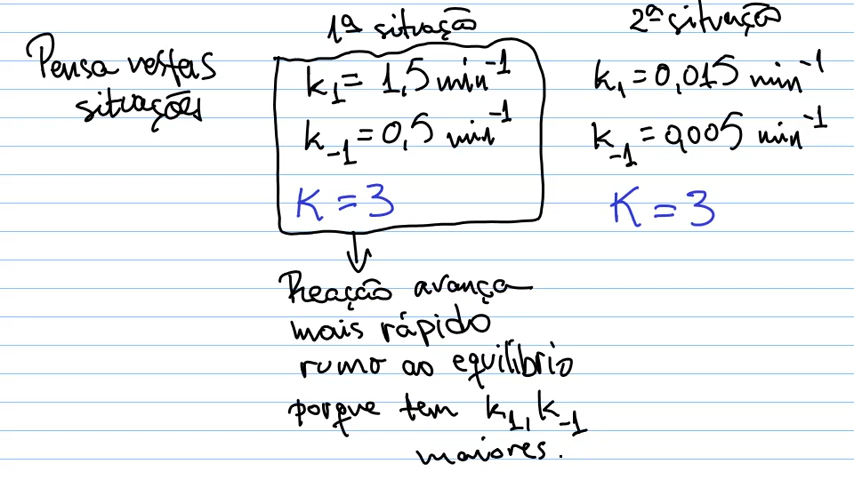 Pensa nestas
situações
1ª situação
k₁ = 1,5 min⁻¹
k₋₁ = 0,5 min⁻¹
K = 3
2ª situação
k₁ = 0,015 min⁻¹
k₋₁ = 0,005 min⁻¹
K = 3
Reação avança
mais rápido
rumo ao equilíbrio
porque tem k₁, k₋₁
maiores.